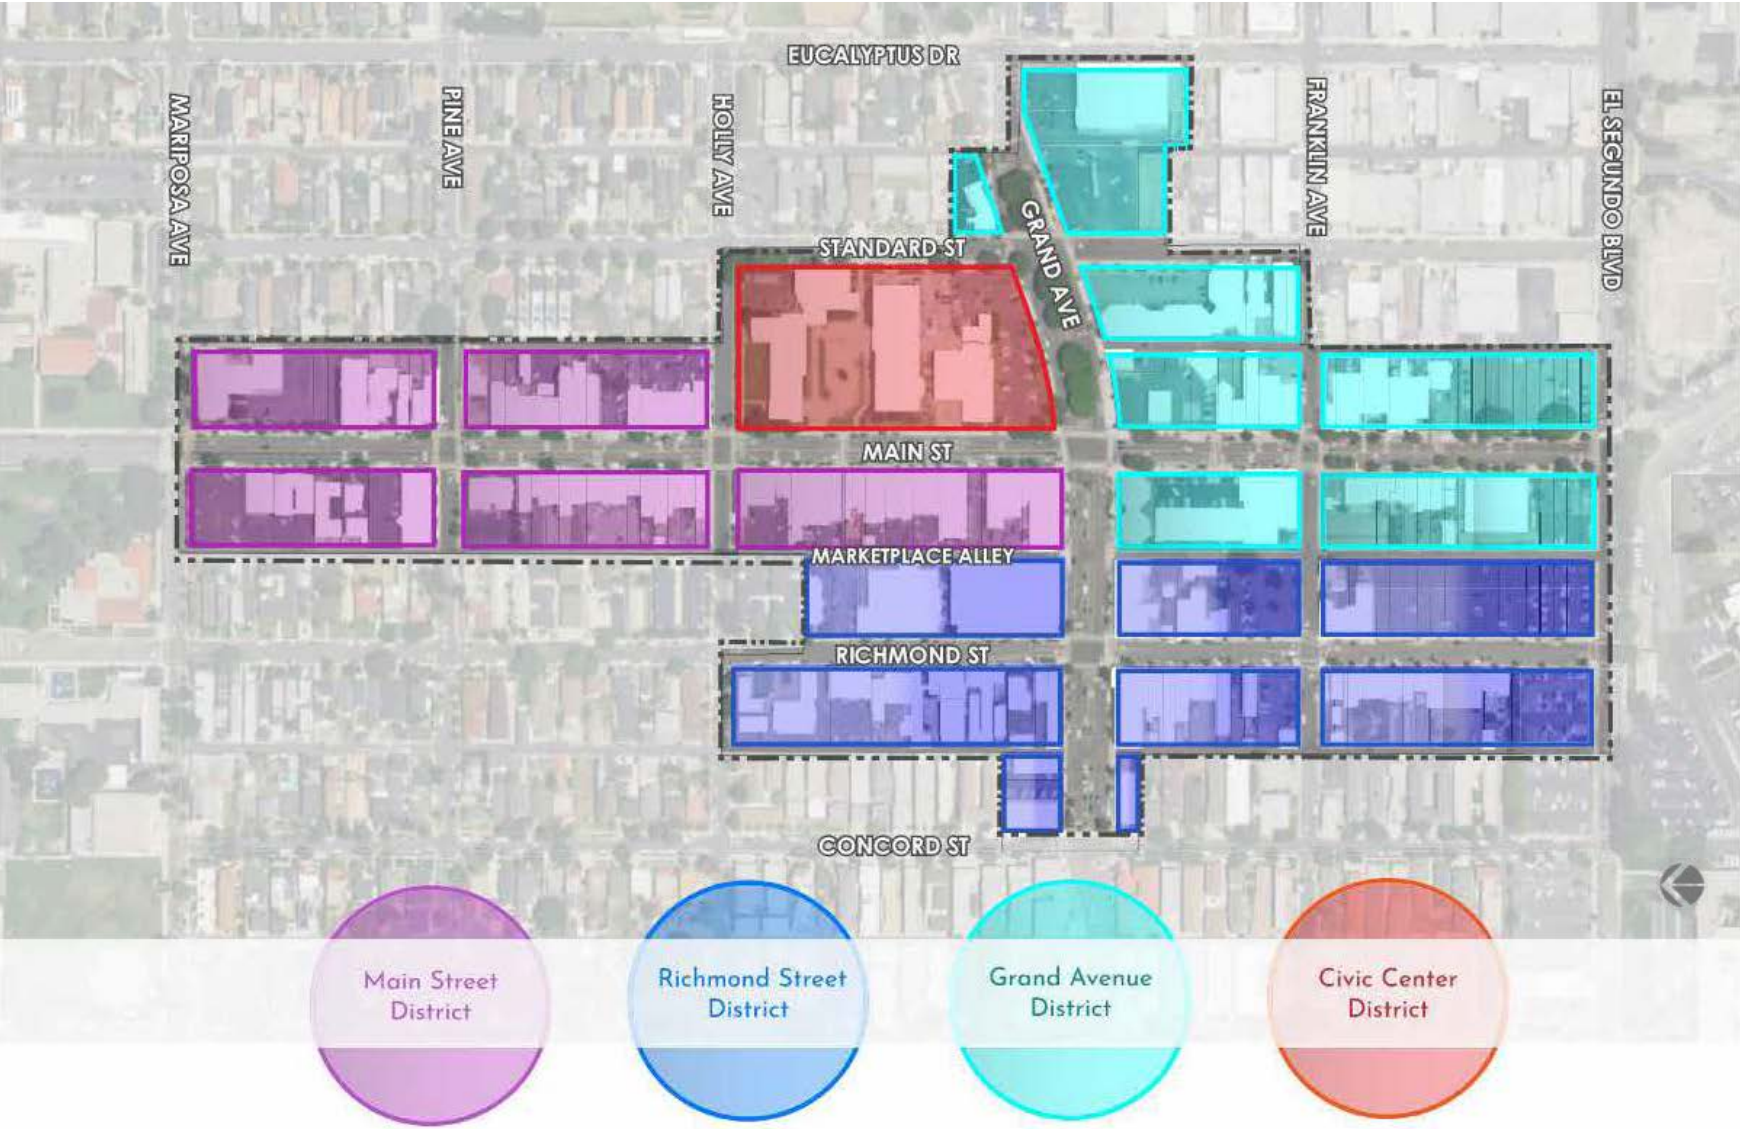 EUCALYPTUS DR
MARIPOSA AVE
PINE AVE
HOLLY AVE
FRANKLIN AVE
EL SEGUNDO BLVD
GRAND AVE
STANDARD ST
MAIN ST
MARKETPLACE ALLEY
RICHMOND ST
CONCORD ST
Main Street
District
Richmond Street
District
Grand Avenue
District
Civic Center
District